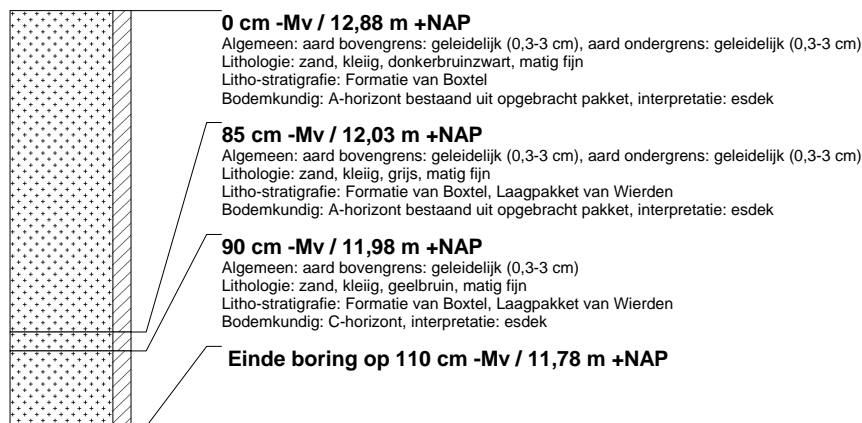 0 cm -Mv / 12,88 m +NAP
Algemeen: aard bovengrens: geleidelijk (0,3-3 cm), aard ondergrens: geleidelijk (0,3-3 cm)
Lithologie: zand, kleiig, donkerbruinzwart, matig fijn
Litho-stratigrafie: Formatie van Boxtel
Bodemkundig: A-horizont bestaand uit opgebracht pakket, interpretatie: esdek
85 cm -Mv / 12,03 m +NAP
Algemeen: aard bovengrens: geleidelijk (0,3-3 cm), aard ondergrens: geleidelijk (0,3-3 cm)
Lithologie: zand, kleiig, grijs, matig fijn
Litho-stratigrafie: Formatie van Boxtel, Laagpakket van Wierden
Bodemkundig: A-horizont bestaand uit opgebracht pakket, interpretatie: esdek
90 cm -Mv / 11,98 m +NAP
Algemeen: aard bovengrens: geleidelijk (0,3-3 cm)
Lithologie: zand, kleiig, geelbruin, matig fijn
Litho-stratigrafie: Formatie van Boxtel, Laagpakket van Wierden
Bodemkundig: C-horizont, interpretatie: esdek
Einde boring op 110 cm -Mv / 11,78 m +NAP